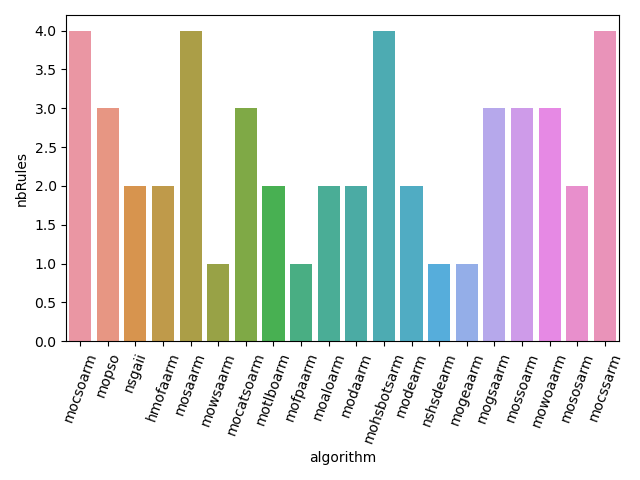 4.0
3.5
3.0
2.5
2.0
1.5
1.0
0.5
0.0
nbRules
mocsoarm
mopso
nsgaii
hmofaarm
mosaarm
mowsaarm
mocatsoarm
motlboarm
mofpaarm
moaloarm
modaarm
mohsbotsarm
modearm
nshsdearm
mogeaarm
mogsaarm
mossoarm
mowoaarm
mososarm
mocssarm
algorithm